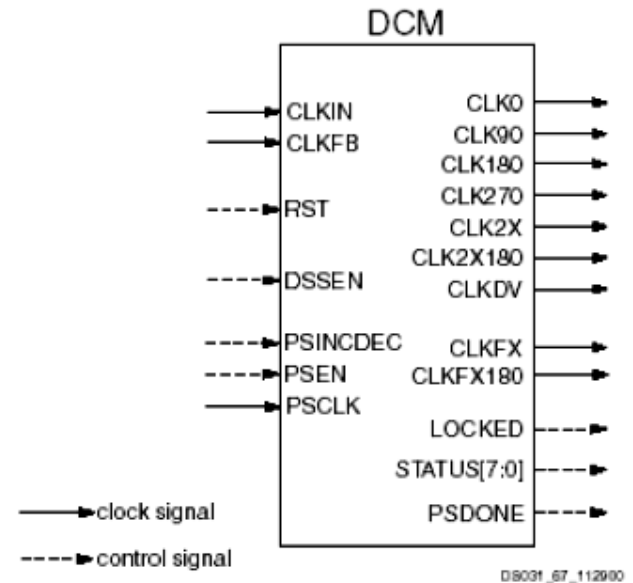 DCM
CLKIN
CLKFB
RST
DSSEN
PSINCDEC
PSEN
PSCLK
CLK0
CLK90
CLK180
CLK270
CLK2X
CLK2X180
CLKDV
CLKFX
CLKFX180
LOCKED
STATUS[7:0]
PSDONE
clock signal
control signal
DS031_67_112900